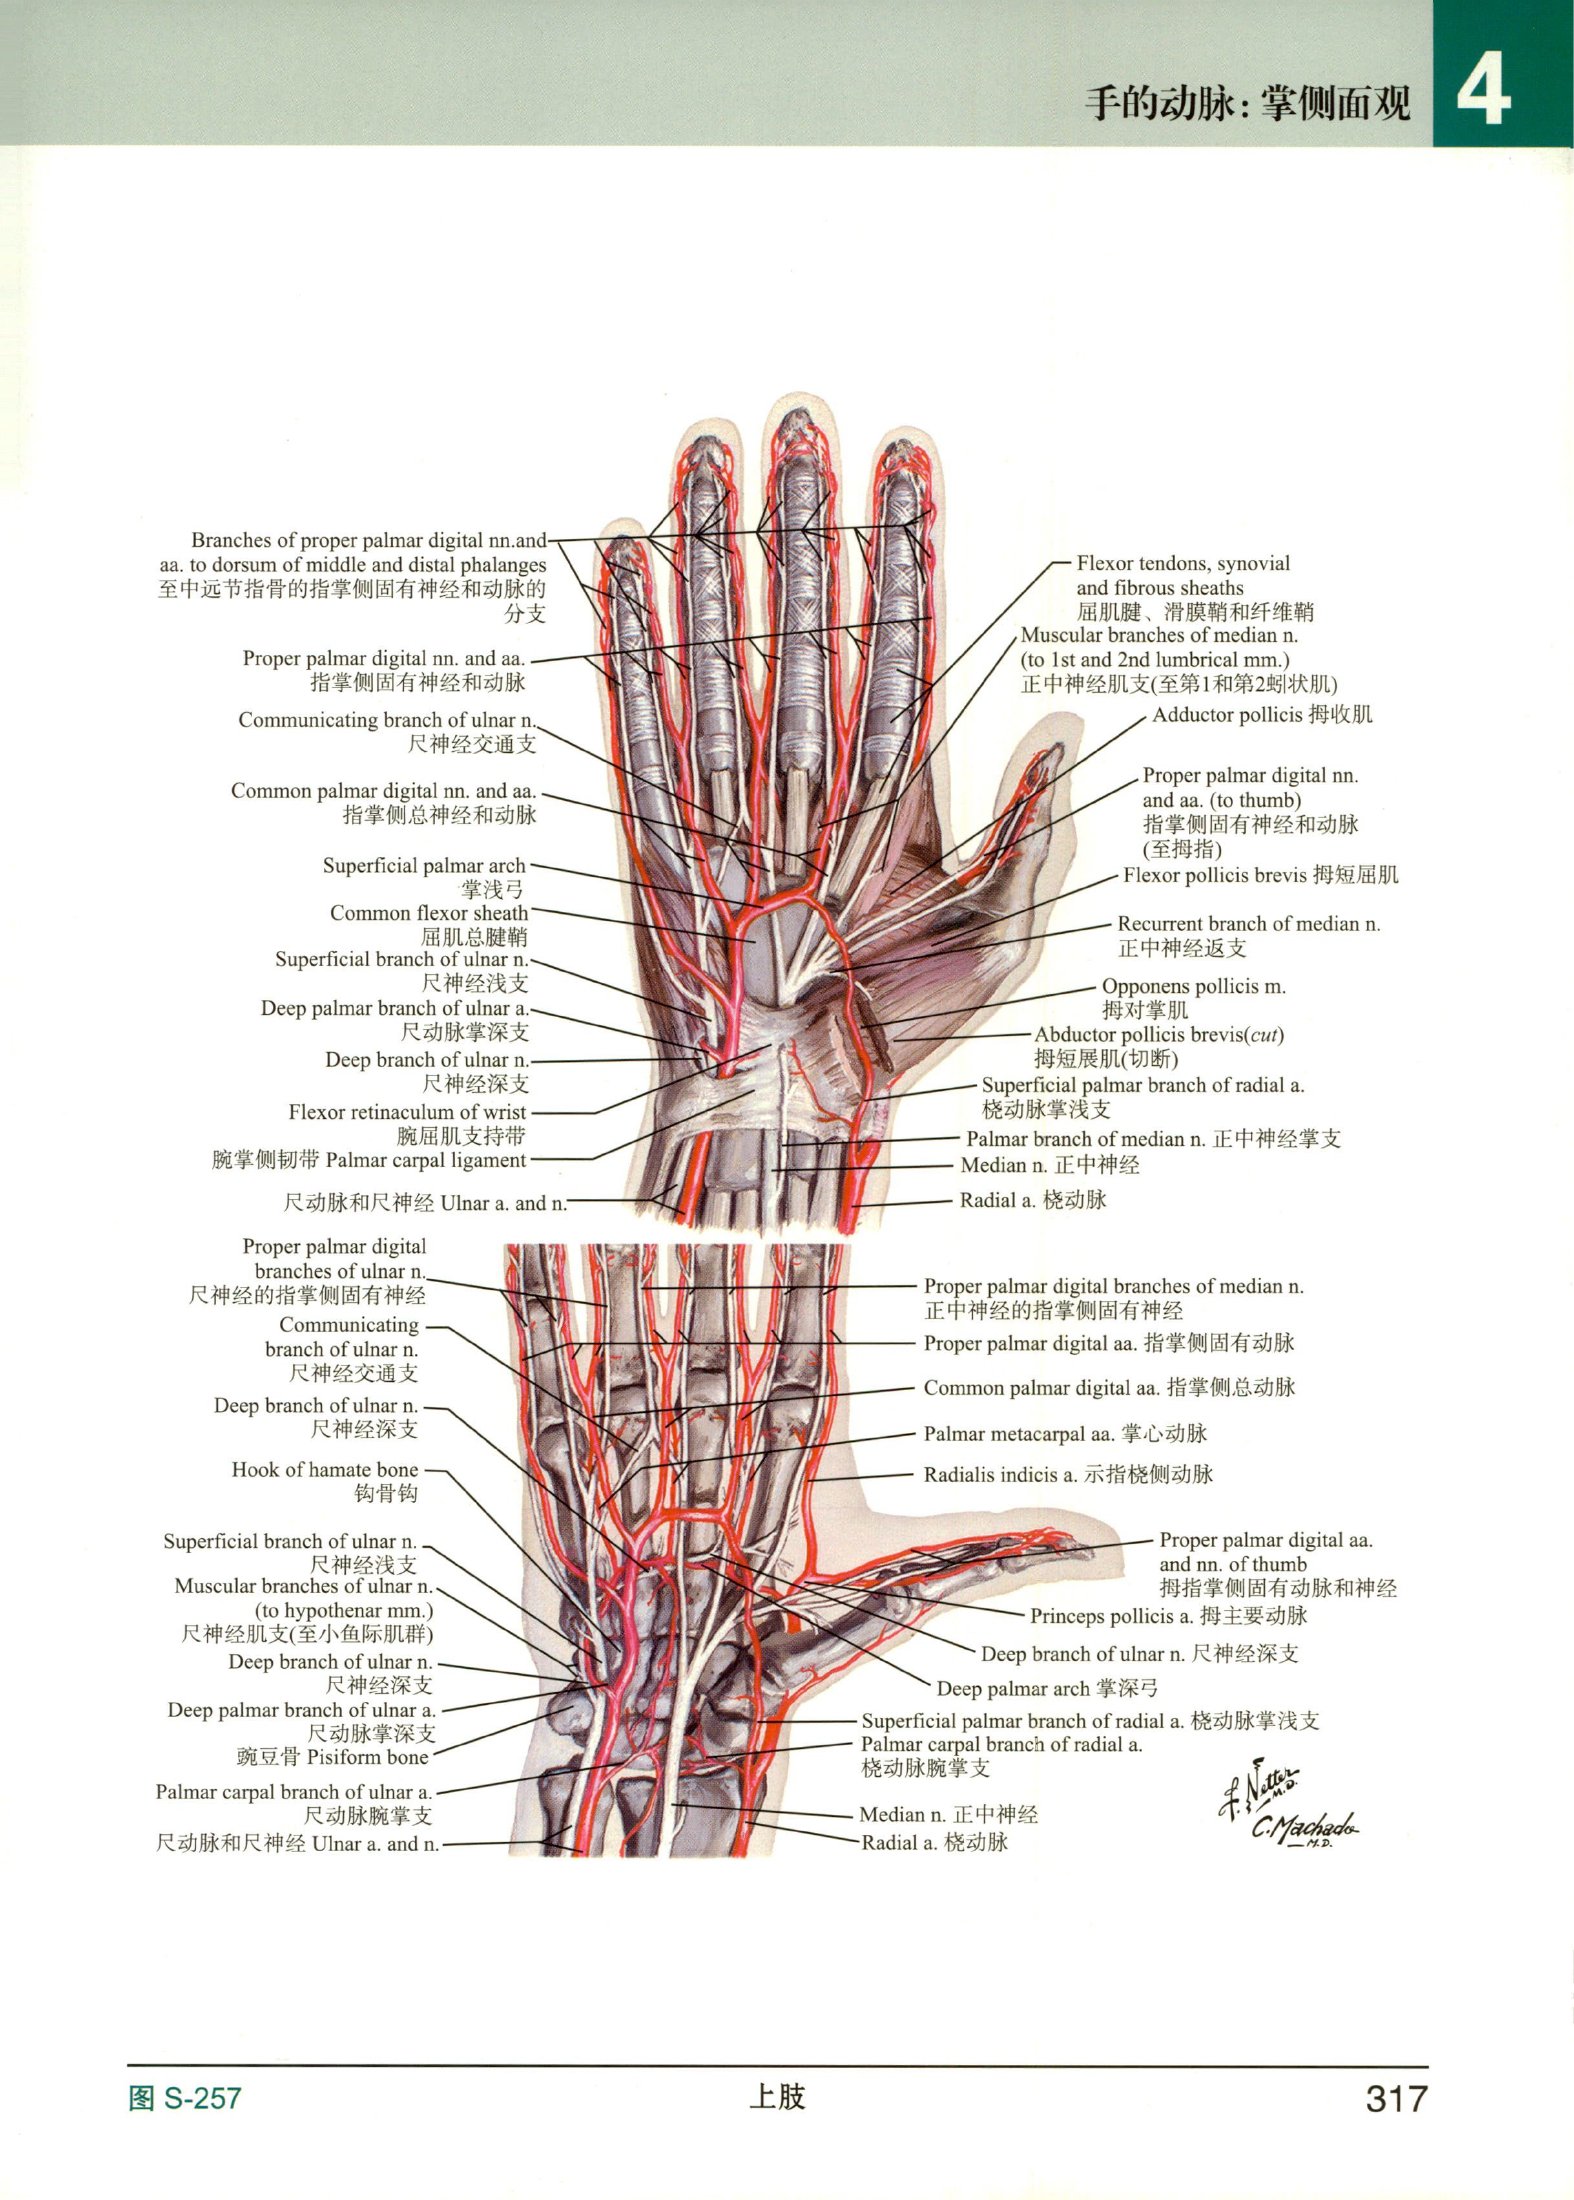 手的动脉：掌侧面观
4
Branches of proper palmar digital nn.and
aa. to dorsum of middle and distal phalanges
至中远节指骨的指掌侧固有神经和动脉的
分支
Proper palmar digital nn. and aa.
指掌侧固有神经和动脉
Communicating branch of ulnar n.
尺神经交通支
Common palmar digital nn. and aa.
指掌侧总神经和动脉
Superficial palmar arch
掌浅弓
Common flexor sheath
屈肌总腱鞘
Superficial branch of ulnar n.
尺神经浅支
Deep palmar branch of ulnar a.
尺动脉掌深支
Deep branch of ulnar n.
尺神经深支
Flexor retinaculum of wrist
腕屈肌支持带
腕掌侧韧带 Palmar carpal ligament
尺动脉和尺神经 Ulnar a. and n.
Flexor tendons, synovial
and fibrous sheaths
屈肌腱、滑膜鞘和纤维鞘
Muscular branches of median n.
(to 1st and 2nd lumbrical mm.)
正中神经肌支(至第1和第2蚓状肌)
Adductor pollicis 拇收肌
Proper palmar digital nn.
and aa. (to thumb)
指掌侧固有神经和动脉
(至拇指)
Flexor pollicis brevis 拇短屈肌
Recurrent branch of median n.
正中神经返支
Opponens pollicis m.
拇对掌肌
Abductor pollicis brevis(cut)
拇短展肌(切断)
Superficial palmar branch of radial a.
桡动脉掌浅支
Palmar branch of median n. 正中神经掌支
Median n. 正中神经
Radial a. 桡动脉
Proper palmar digital
branches of ulnar n.
尺神经的指掌侧固有神经
Communicating
branch of ulnar n.
尺神经交通支
Deep branch of ulnar n.
尺神经深支
Hook of hamate bone
钩骨钩
Superficial branch of ulnar n.
尺神经浅支
Muscular branches of ulnar n.
(to hypothenar mm.)
尺神经肌支(至小鱼际肌群)
Deep branch of ulnar n.
尺神经深支
Deep palmar branch of ulnar a.
尺动脉掌深支
豌豆骨 Pisiform bone
Palmar carpal branch of ulnar a.
尺动脉腕掌支
尺动脉和尺神经 Ulnar a. and n.
Proper palmar digital branches of median n.
正中神经的指掌侧固有神经
Proper palmar digital aa. 指掌侧固有动脉
Common palmar digital aa. 指掌侧总动脉
Palmar metacarpal aa. 掌心动脉
Radialis indicis a. 示指桡侧动脉
Proper palmar digital aa.
and nn. of thumb
拇指掌侧固有动脉和神经
Princeps pollicis a. 拇主要动脉
Deep branch of ulnar n. 尺神经深支
Deep palmar arch 掌深弓
Superficial palmar branch of radial a. 桡动脉掌浅支
Palmar carpal branch of radial a.
桡动脉腕掌支
Median n. 正中神经
Radial a. 桡动脉
F. Netter
M.D.
C. Machado
M.D.
图 S-257
上肢
317